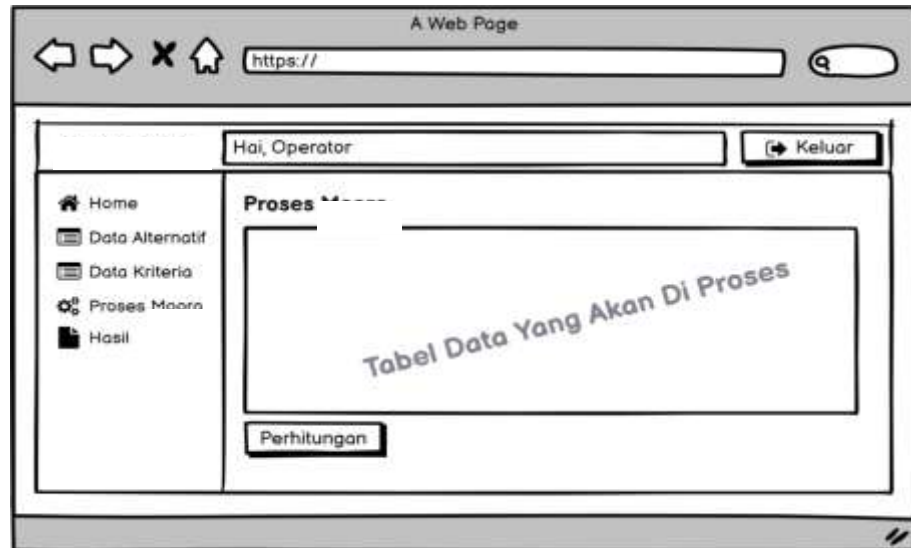 A Web Page
https://
Hai, Operator
Keluar
Home
Data Alternatif
Data Kriteria
Proses Moora
Hasil
Proses
Tabel Data Yang Akan Di Proses
Perhitungan